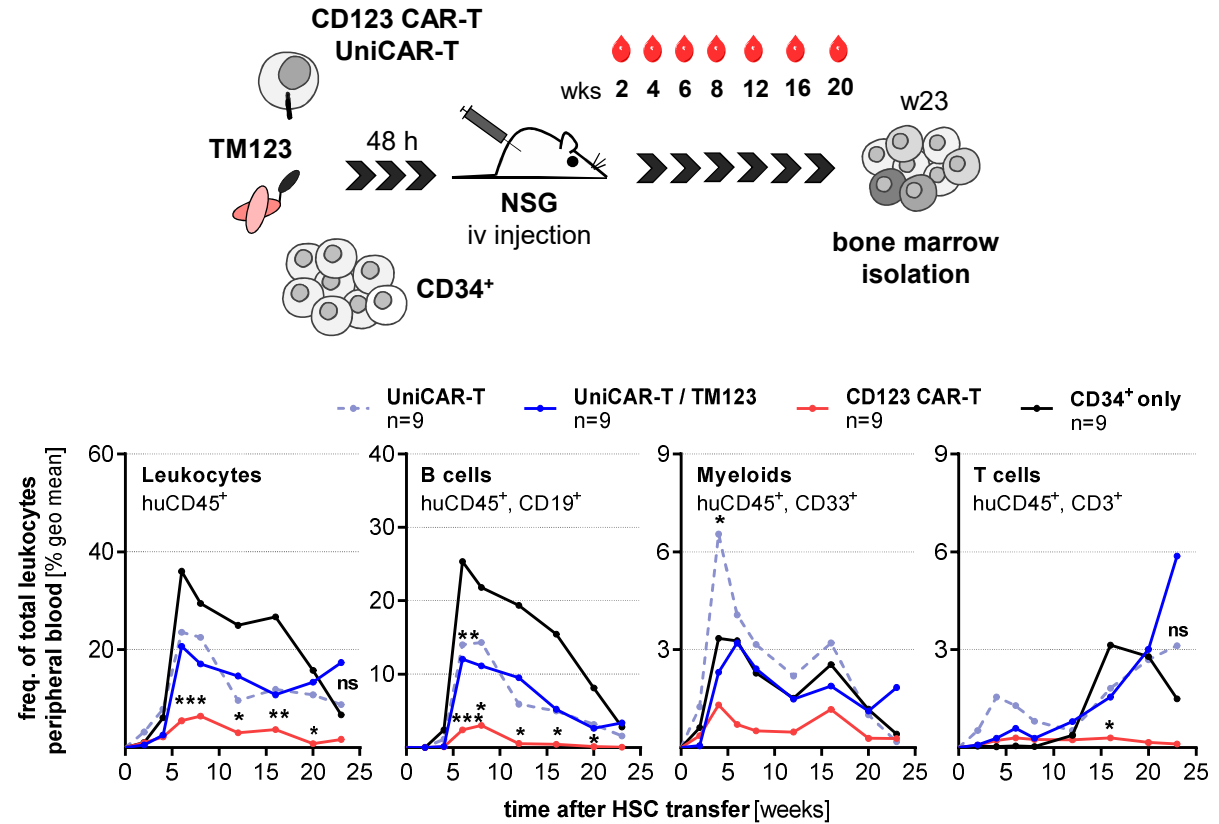 CD123 CAR-T
UniCAR-T
TM123
48 h
CD34⁺
NSG
iv injection
wks 2 4 6 8 12 16 20
w23
bone marrow
isolation
UniCAR-T
n=9
UniCAR-T / TM123
n=9
CD123 CAR-T
n=9
CD34⁺ only
n=9
freq. of total leukocytes
peripheral blood [% geo mean]
Leukocytes
huCD45⁺
60
40
20
***
*
**
*
ns
0 5 10 15 20 25
B cells
huCD45⁺, CD19⁺
40
30
20
10
**
***
*
*
*
*
0 5 10 15 20 25
Myeloids
huCD45⁺, CD33⁺
9
6
3
*
0 5 10 15 20 25
T cells
huCD45⁺, CD3⁺
9
6
3
*
ns
0 5 10 15 20 25
time after HSC transfer [weeks]